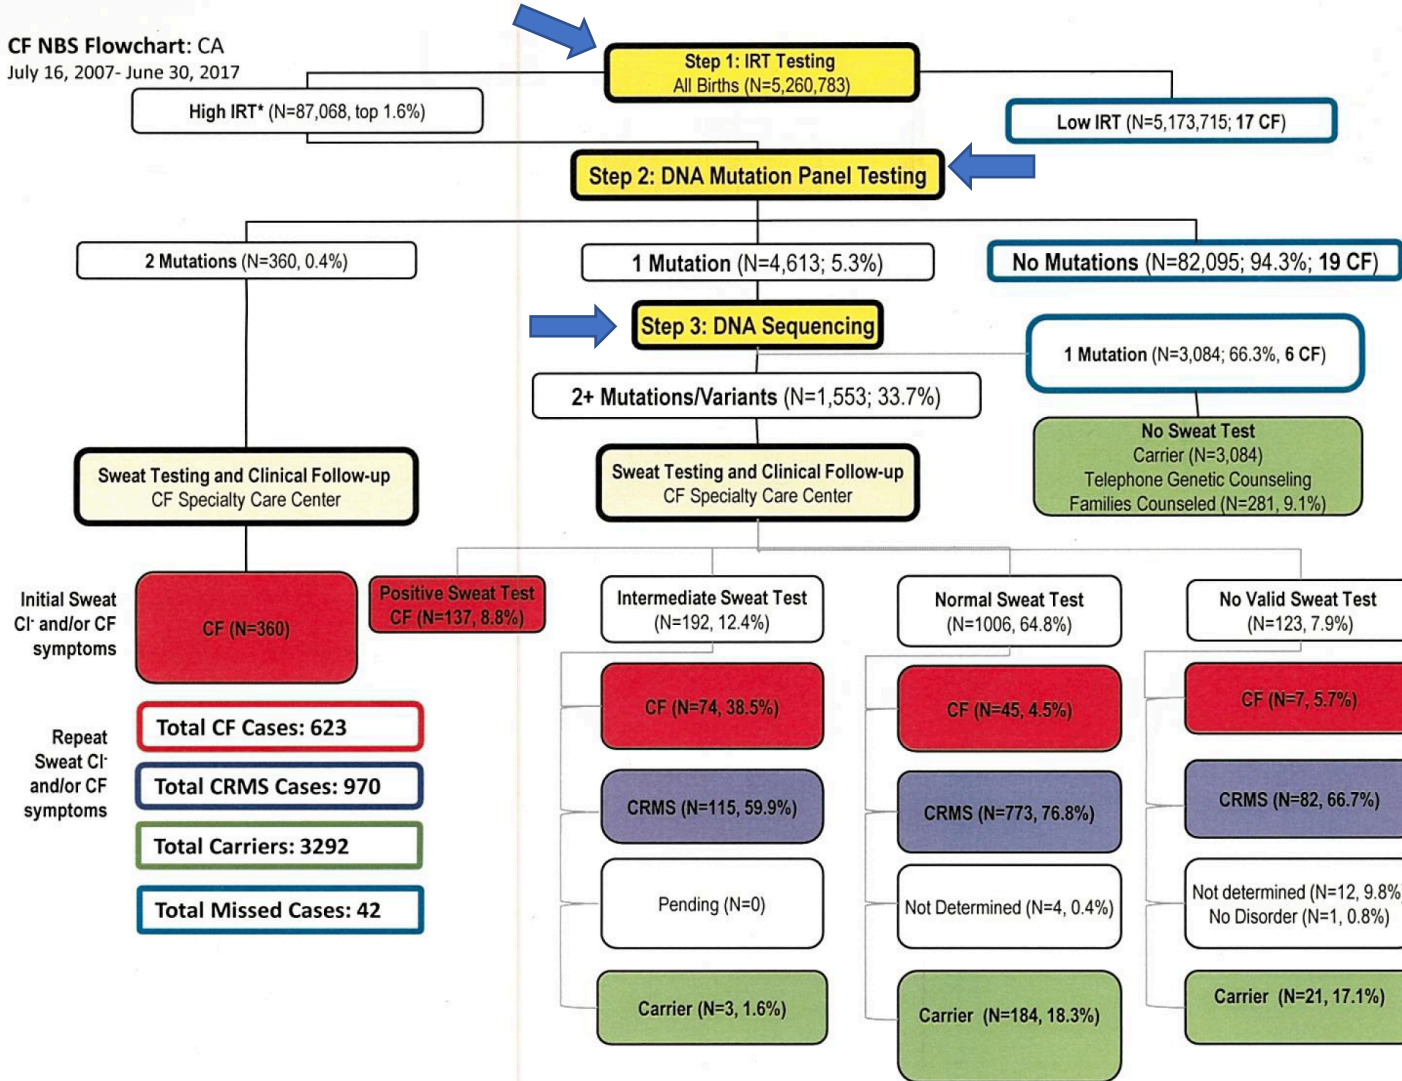 CF NBS Flowchart: CA
July 16, 2007- June 30, 2017
Step 1: IRT Testing
All Births (N=5,260,783)
High IRT* (N=87,068, top 1.6%)
Low IRT (N=5,173,715; 17 CF)
Step 2: DNA Mutation Panel Testing
2 Mutations (N=360, 0.4%)
1 Mutation (N=4,613; 5.3%)
No Mutations (N=82,095; 94.3%; 19 CF)
Step 3: DNA Sequencing
1 Mutation (N=3,084; 66.3%, 6 CF)
2+ Mutations/Variants (N=1,553; 33.7%)
No Sweat Test
Carrier (N=3,084)
Telephone Genetic Counseling
Families Counseled (N=281, 9.1%)
Sweat Testing and Clinical Follow-up
CF Specialty Care Center
Sweat Testing and Clinical Follow-up
CF Specialty Care Center
Initial Sweat
Cl⁻ and/or CF
symptoms
CF (N=360)
Positive Sweat Test
CF (N=137, 8.8%)
Intermediate Sweat Test
(N=192, 12.4%)
Normal Sweat Test
(N=1006, 64.8%)
No Valid Sweat Test
(N=123, 7.9%)
CF (N=74, 38.5%)
CF (N=45, 4.5%)
CF (N=7, 5.7%)
Repeat
Sweat Cl⁻
and/or CF
symptoms
Total CF Cases: 623
Total CRMS Cases: 970
Total Carriers: 3292
Total Missed Cases: 42
CRMS (N=115, 59.9%)
CRMS (N=773, 76.8%)
CRMS (N=82, 66.7%)
Pending (N=0)
Not Determined (N=4, 0.4%)
Not determined (N=12, 9.8%)
No Disorder (N=1, 0.8%)
Carrier (N=3, 1.6%)
Carrier (N=184, 18.3%)
Carrier (N=21, 17.1%)